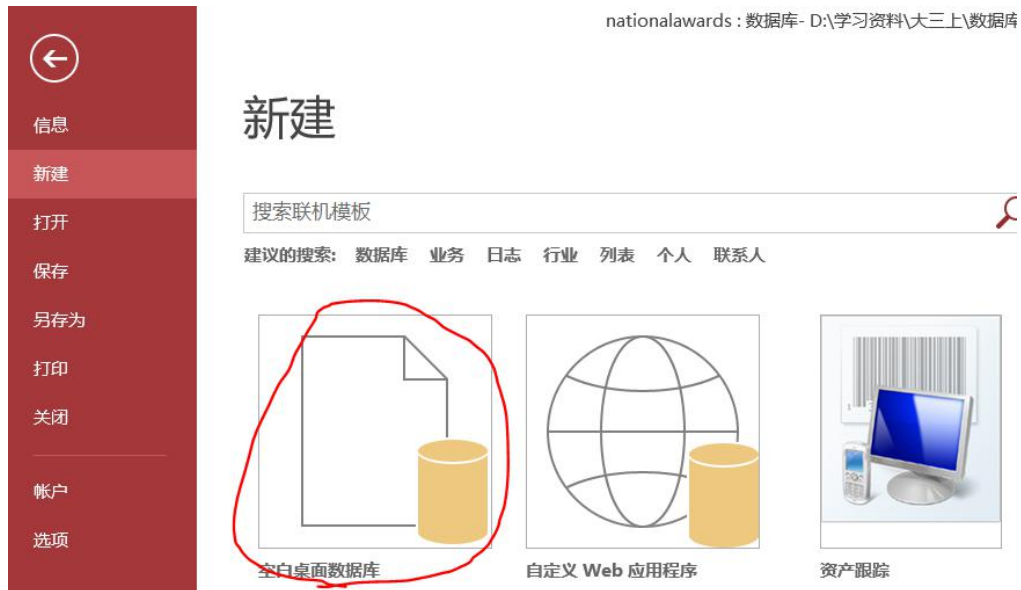 nationalawards : 数据库- D:\学习资料\大三上\数据库
信息
新建
打开
保存
另存为
打印
关闭
帐户
选项
新建
搜索联机模板
建议的搜索: 数据库 业务 日志 行业 列表 个人 联系人
空白桌面数据库
自定义 Web 应用程序
资产跟踪